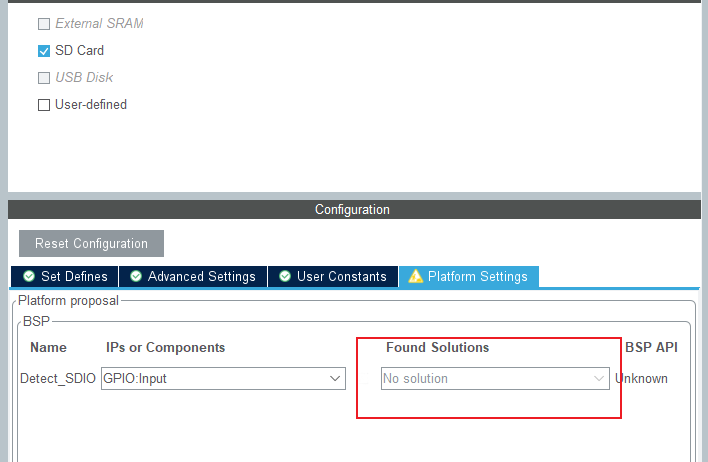 External SRAM
SD Card
USB Disk
User-defined
Configuration
Reset Configuration
Set Defines Advanced Settings User Constants Platform Settings
Platform proposal
BSP
Name IPs or Components Found Solutions BSP API
Detect_SDIO GPIO:Input No solution Unknown